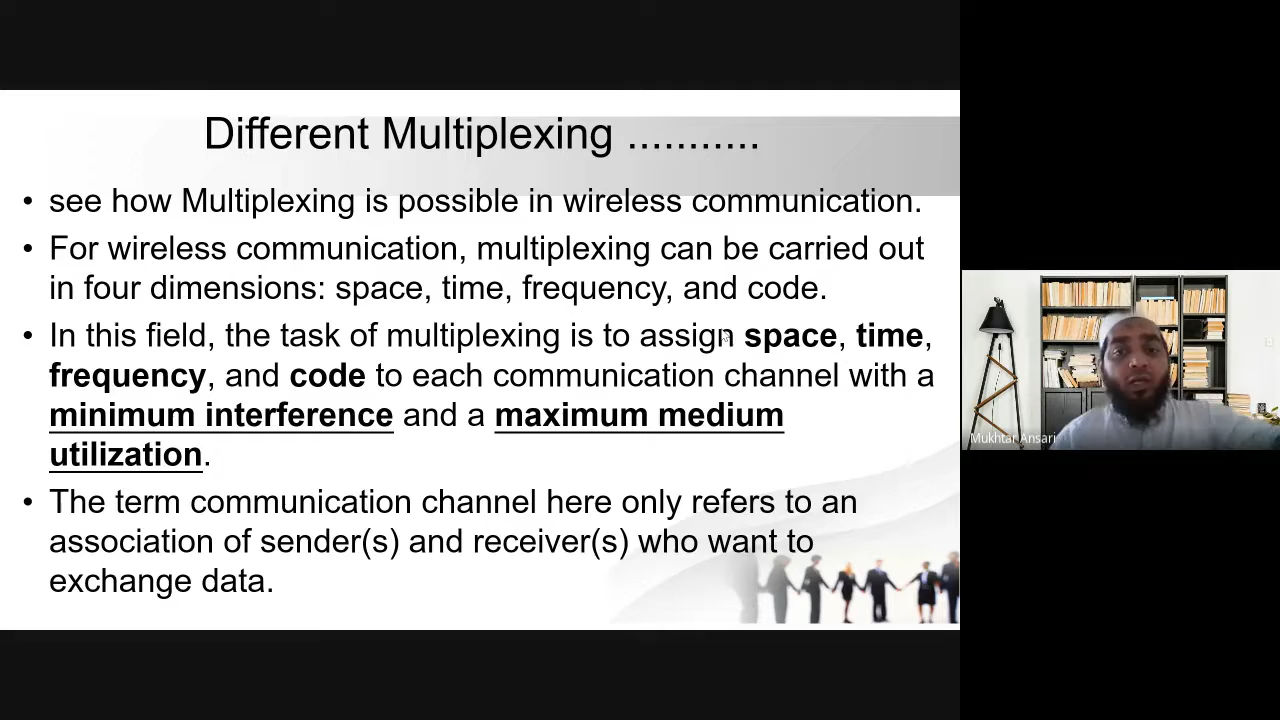 Different Multiplexing ...........
• see how Multiplexing is possible in wireless communication.
• For wireless communication, multiplexing can be carried out
in four dimensions: space, time, frequency, and code.
• In this field, the task of multiplexing is to assign space, time,
frequency, and code to each communication channel with a
minimum interference and a maximum medium
utilization.
• The term communication channel here only refers to an
association of sender(s) and receiver(s) who want to
exchange data.
Mukhtar Ansari